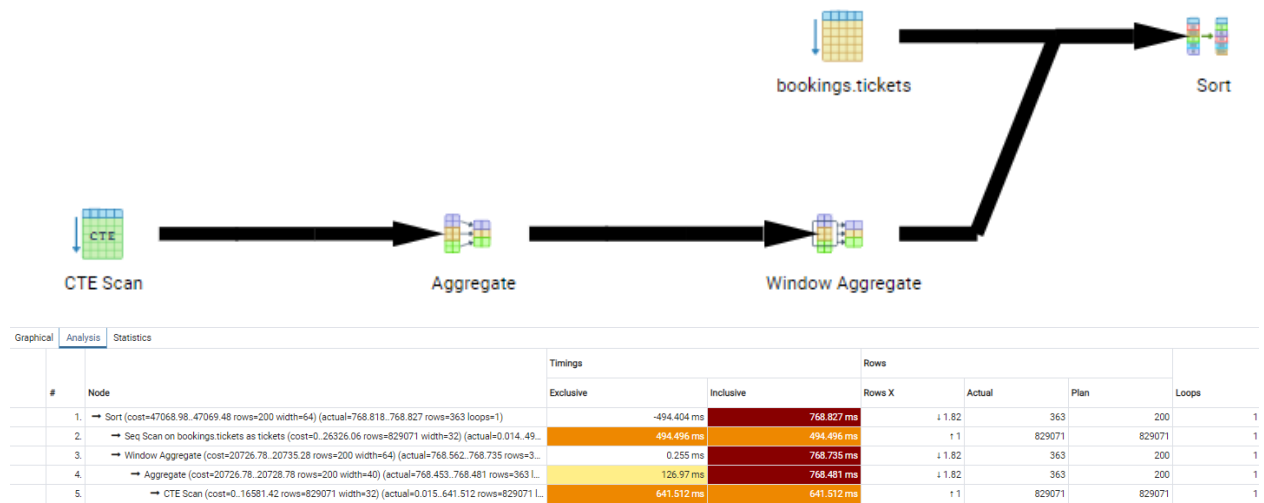 bookings.tickets
Sort
CTE
CTE Scan
Aggregate
Window Aggregate
Graphical Analysis Statistics
Timings Rows
# Node Exclusive Inclusive Rows X Actual Plan Loops
1. → Sort (cost=47068.98..47069.48 rows=200 width=64) (actual=768.818..768.827 rows=363 loops=1) -494.404 ms 768.827 ms ↓ 1.82 363 200 1
2. → Seq Scan on bookings.tickets as tickets (cost=0..26326.06 rows=829071 width=32) (actual=0.014..49... 494.496 ms 494.496 ms ↑ 1 829071 829071 1
3. → Window Aggregate (cost=20726.78..20735.28 rows=200 width=64) (actual=768.562..768.735 rows=3... 0.255 ms 768.735 ms ↓ 1.82 363 200 1
4. → Aggregate (cost=20726.78..20728.78 rows=200 width=40) (actual=768.453..768.481 rows=363 l... 126.97 ms 768.481 ms ↓ 1.82 363 200 1
5. → CTE Scan (cost=0..16581.42 rows=829071 width=32) (actual=0.015..641.512 rows=829071 l... 641.512 ms 641.512 ms ↑ 1 829071 829071 1